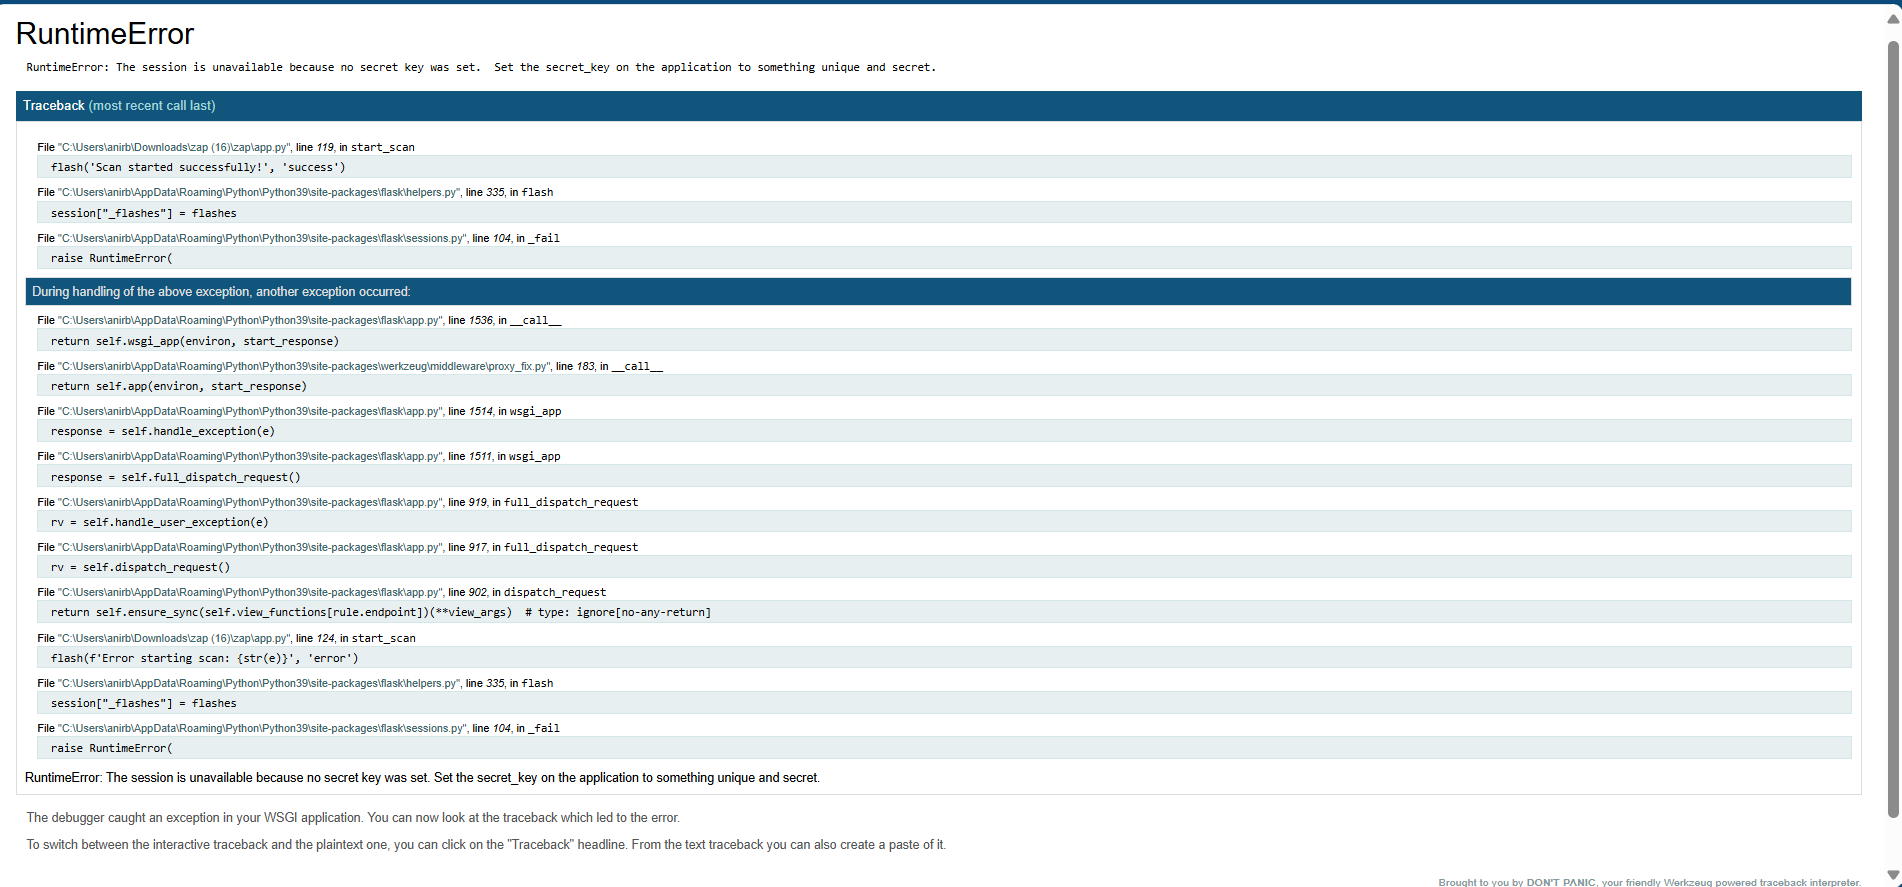 RuntimeError
RuntimeError: The session is unavailable because no secret key was set.  Set the secret_key on the application to something unique and secret.
Traceback (most recent call last)
File "C:\Users\anirb\Downloads\zap (16)\zap\app.py", line 119, in start_scan
flash('Scan started successfully!', 'success')
File "C:\Users\anirb\AppData\Roaming\Python\Python39\site-packages\flask\helpers.py", line 335, in flash
session["_flashes"] = flashes
File "C:\Users\anirb\AppData\Roaming\Python\Python39\site-packages\flask\sessions.py", line 104, in _fail
raise RuntimeError(
During handling of the above exception, another exception occurred:
File "C:\Users\anirb\AppData\Roaming\Python\Python39\site-packages\flask\app.py", line 1536, in __call__
return self.wsgi_app(environ, start_response)
File "C:\Users\anirb\AppData\Roaming\Python\Python39\site-packages\werkzeug\middleware\proxy_fix.py", line 183, in __call__
return self.app(environ, start_response)
File "C:\Users\anirb\AppData\Roaming\Python\Python39\site-packages\flask\app.py", line 1514, in wsgi_app
response = self.handle_exception(e)
File "C:\Users\anirb\AppData\Roaming\Python\Python39\site-packages\flask\app.py", line 1511, in wsgi_app
response = self.full_dispatch_request()
File "C:\Users\anirb\AppData\Roaming\Python\Python39\site-packages\flask\app.py", line 919, in full_dispatch_request
rv = self.handle_user_exception(e)
File "C:\Users\anirb\AppData\Roaming\Python\Python39\site-packages\flask\app.py", line 917, in full_dispatch_request
rv = self.dispatch_request()
File "C:\Users\anirb\AppData\Roaming\Python\Python39\site-packages\flask\app.py", line 902, in dispatch_request
return self.ensure_sync(self.view_functions[rule.endpoint])(**view_args)  # type: ignore[no-any-return]
File "C:\Users\anirb\Downloads\zap (16)\zap\app.py", line 124, in start_scan
flash(f'Error starting scan: {str(e)}', 'error')
File "C:\Users\anirb\AppData\Roaming\Python\Python39\site-packages\flask\helpers.py", line 335, in flash
session["_flashes"] = flashes
File "C:\Users\anirb\AppData\Roaming\Python\Python39\site-packages\flask\sessions.py", line 104, in _fail
raise RuntimeError(
RuntimeError: The session is unavailable because no secret key was set. Set the secret_key on the application to something unique and secret.
The debugger caught an exception in your WSGI application. You can now look at the traceback which led to the error.
To switch between the interactive traceback and the plaintext one, you can click on the "Traceback" headline. From the text traceback you can also create a paste of it.
Brought to you by DON'T PANIC, your friendly Werkzeug powered traceback interpreter.